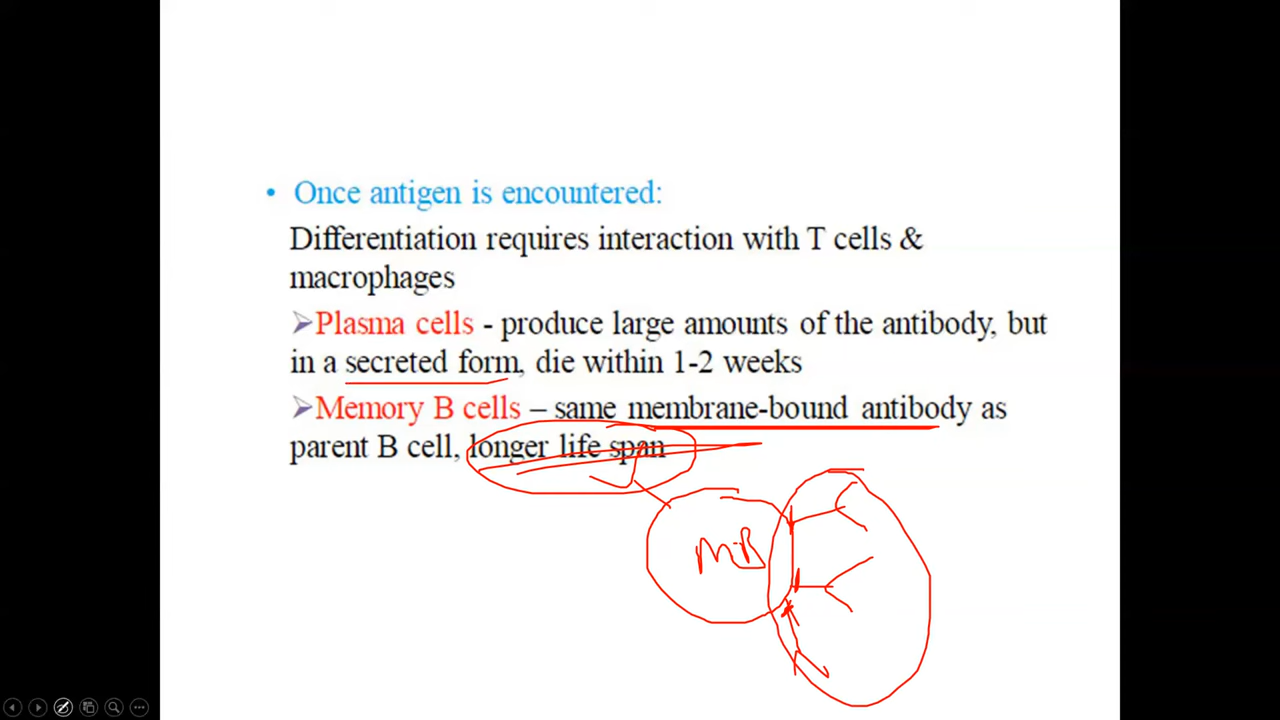 • Once antigen is encountered:
Differentiation requires interaction with T cells &
macrophages
➢Plasma cells - produce large amounts of the antibody, but
in a secreted form, die within 1-2 weeks
➢Memory B cells – same membrane-bound antibody as
parent B cell, longer life span
MB